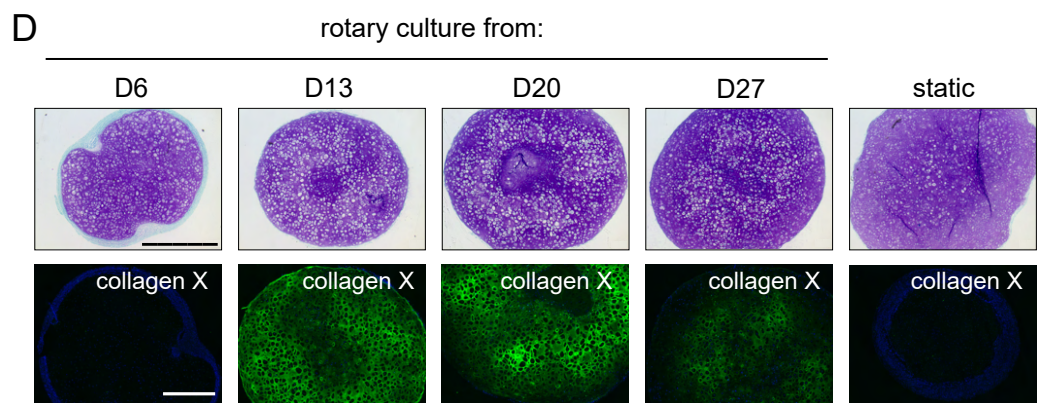 D
rotary culture from:
D6 D13 D20 D27 static
collagen X collagen X collagen X collagen X collagen X